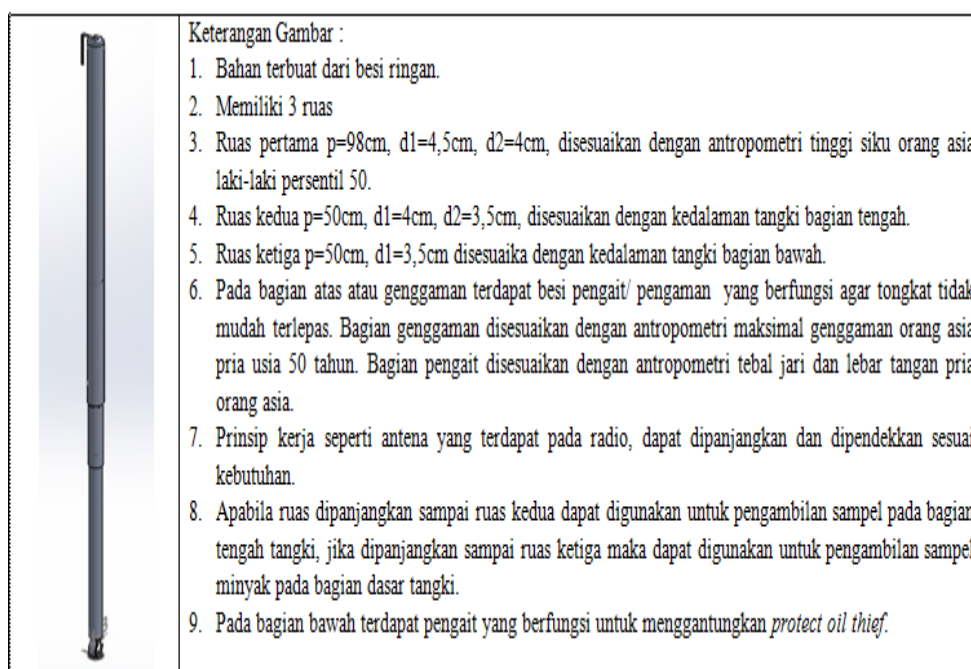 Keterangan Gambar :
1. Bahan terbuat dari besi ringan.
2. Memiliki 3 ruas
3. Ruas pertama p=98cm, d1=4,5cm, d2=4cm, disesuaikan dengan antropometri tinggi siku orang asia
laki-laki persentil 50.
4. Ruas kedua p=50cm, d1=4cm, d2=3,5cm, disesuaikan dengan kedalaman tangki bagian tengah.
5. Ruas ketiga p=50cm, d1=3,5cm disesuaika dengan kedalaman tangki bagian bawah.
6. Pada bagian atas atau genggaman terdapat besi pengait/ pengaman yang berfungsi agar tongkat tidak
mudah terlepas. Bagian genggaman disesuaikan dengan antropometri maksimal genggaman orang asia
pria usia 50 tahun. Bagian pengait disesuaikan dengan antropometri tebal jari dan lebar tangan pria
orang asia.
7. Prinsip kerja seperti antena yang terdapat pada radio, dapat dipanjangkan dan dipendekkan sesuai
kebutuhan.
8. Apabila ruas dipanjangkan sampai ruas kedua dapat digunakan untuk pengambilan sampel pada bagian
tengah tangki, jika dipanjangkan sampai ruas ketiga maka dapat digunakan untuk pengambilan sampel
minyak pada bagian dasar tangki.
9. Pada bagian bawah terdapat pengait yang berfungsi untuk menggantungkan protect oil thief.